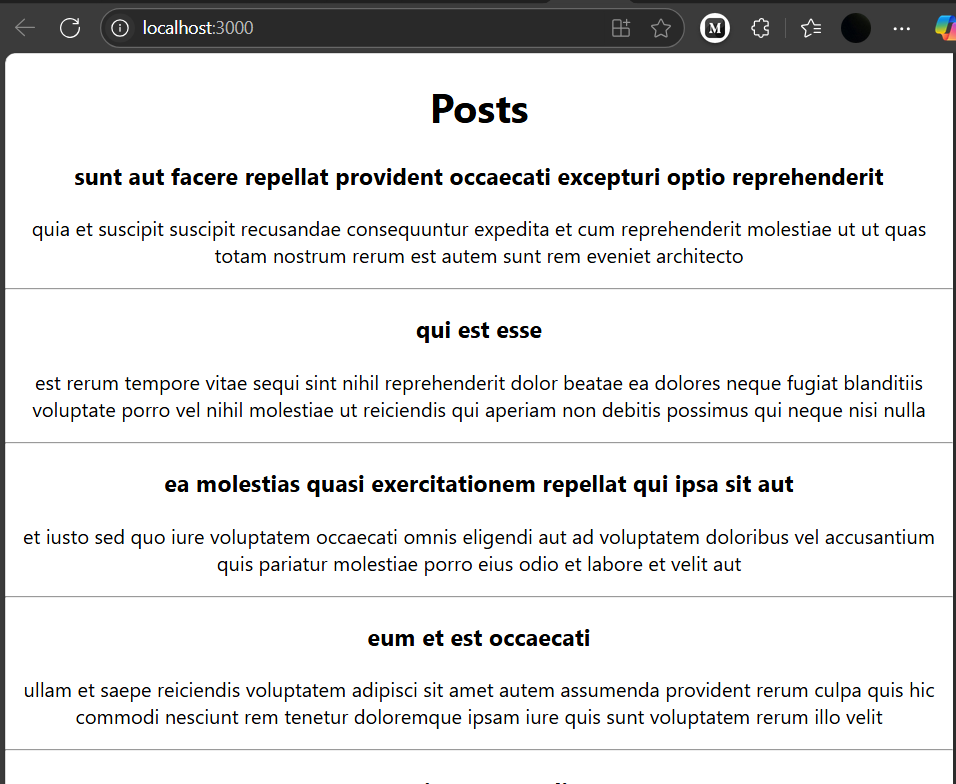 localhost:3000
M
Posts
sunt aut facere repellat provident occaecati excepturi optio reprehenderit
quia et suscipit suscipit recusandae consequuntur expedita et cum reprehenderit molestiae ut ut quas
totam nostrum rerum est autem sunt rem eveniet architecto
qui est esse
est rerum tempore vitae sequi sint nihil reprehenderit dolor beatae ea dolores neque fugiat blanditiis
voluptate porro vel nihil molestiae ut reiciendis qui aperiam non debitis possimus qui neque nisi nulla
ea molestias quasi exercitationem repellat qui ipsa sit aut
et iusto sed quo iure voluptatem occaecati omnis eligendi aut ad voluptatem doloribus vel accusantium
quis pariatur molestiae porro eius odio et labore et velit aut
eum et est occaecati
ullam et saepe reiciendis voluptatem adipisci sit amet autem assumenda provident rerum culpa quis hic
commodi nesciunt rem tenetur doloremque ipsam iure quis sunt voluptatem rerum illo velit